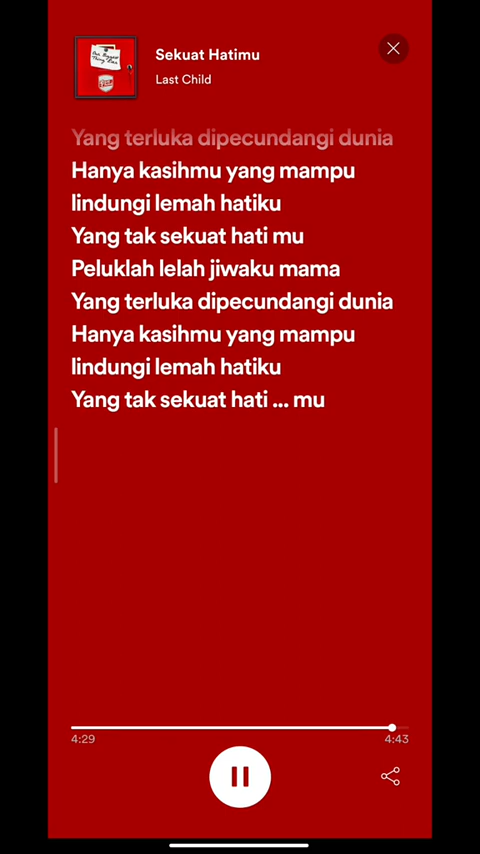 Sekuat Hatimu
Last Child
Yang terluka dipecundangi dunia
Hanya kasihmu yang mampu
lindungi lemah hatiku
Yang tak sekuat hati mu
Peluklah lelah jiwaku mama
Yang terluka dipecundangi dunia
Hanya kasihmu yang mampu
lindungi lemah hatiku
Yang tak sekuat hati ... mu
4:29
4:43